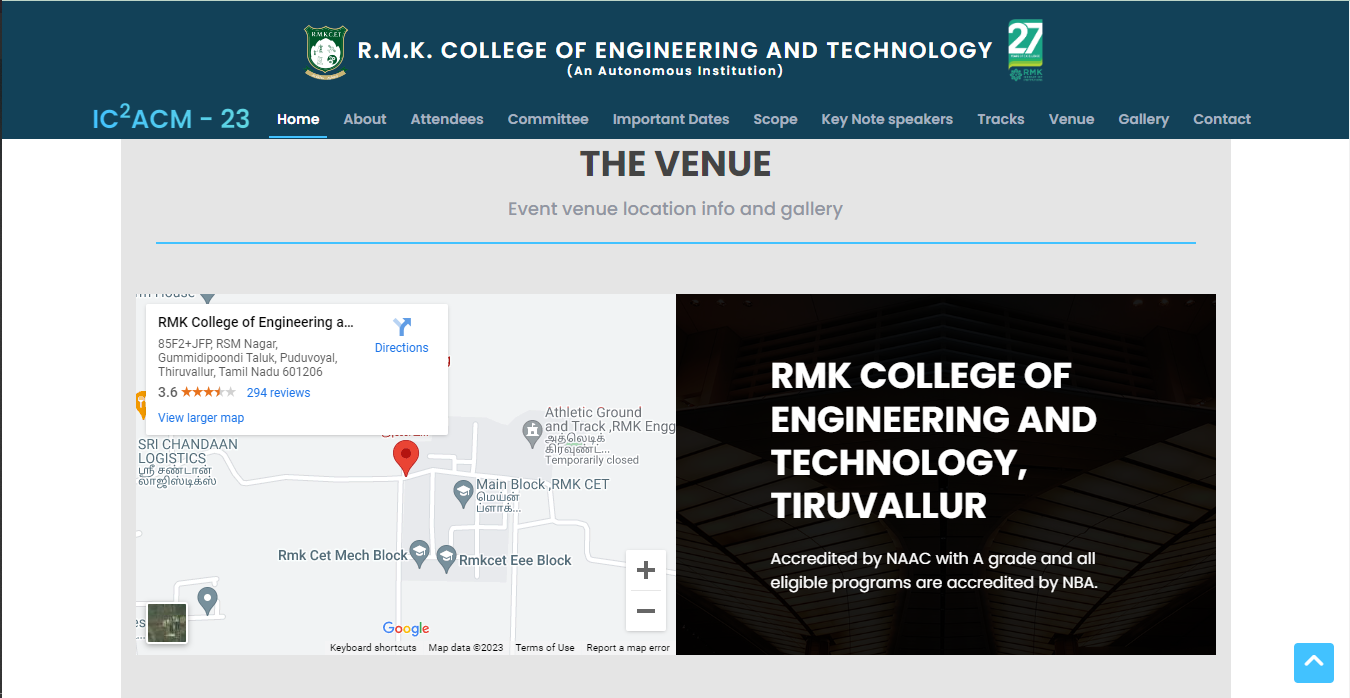 RMKCET
R.M.K. COLLEGE OF ENGINEERING AND TECHNOLOGY
(An Autonomous Institution)
27
RMK
IC²ACM - 23
Home
About
Attendees
Committee
Important Dates
Scope
Key Note speakers
Tracks
Venue
Gallery
Contact
THE VENUE
Event venue location info and gallery
RMK College of Engineering a...
85F2+JFP, RSM Nagar,
Gummidipoondi Taluk, Puduvoyal,
Thiruvallur, Tamil Nadu 601206
3.6
294 reviews
View larger map
Directions
SRI CHANDAAN
LOGISTICS
ஸ்ரீ சண்டான்
லாஜிஸ்டிக்ஸ்
Athletic Ground
and Track ,RMK Engg
அத்லெடிக்
கிரவுண்ட்...
Temporarily closed
Main Block ,RMK CET
மெய்ன்
ப்ளாக்...
Rmk Cet Mech Block
Rmkcet Eee Block
Google
Keyboard shortcuts
Map data ©2023
Terms of Use
Report a map error
RMK COLLEGE OF
ENGINEERING AND
TECHNOLOGY,
TIRUVALLUR
Accredited by NAAC with A grade and all
eligible programs are accredited by NBA.